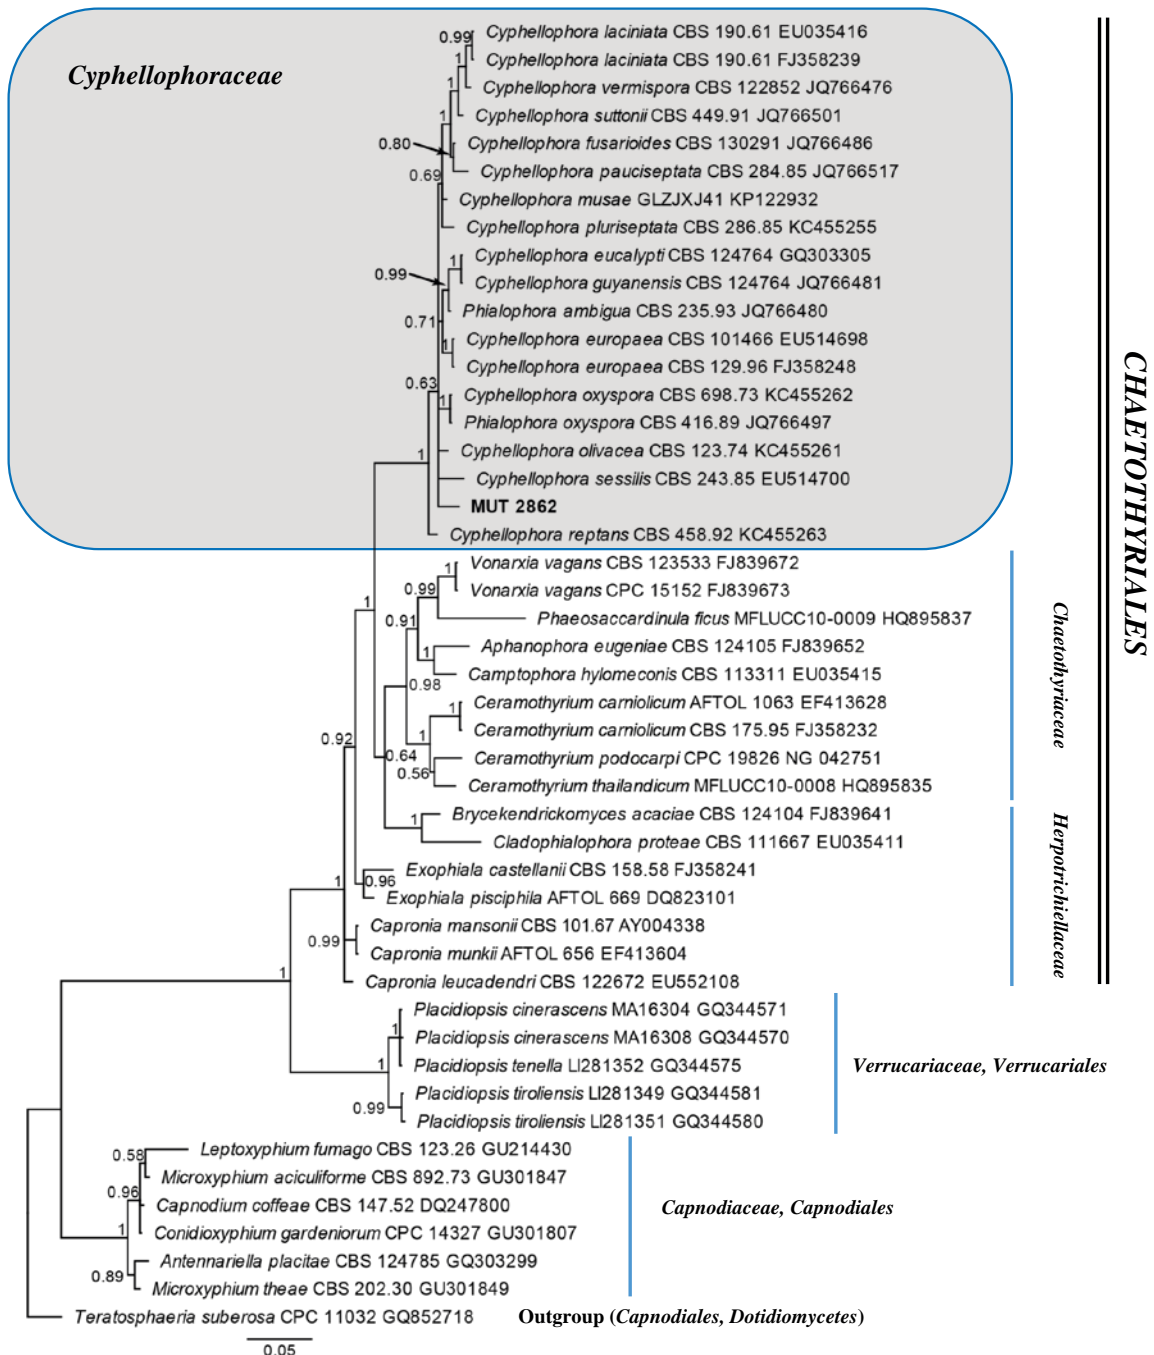 Cyphellophoraceae
0.99
Cyphellophora laciniata CBS 190.61 EU035416
Cyphellophora laciniata CBS 190.61 FJ358239
1
Cyphellophora vermispora CBS 122852 JQ766476
1
Cyphellophora suttonii CBS 449.91 JQ766501
1
0.80
Cyphellophora fusarioides CBS 130291 JQ766486
Cyphellophora pauciseptata CBS 284.85 JQ766517
0.69
Cyphellophora musae GLZJXJ41 KP122932
Cyphellophora pluriseptata CBS 286.85 KC455255
Cyphellophora eucalypti CBS 124764 GQ303305
1
0.99
Cyphellophora guyanensis CBS 124764 JQ766481
Phialophora ambigua CBS 235.93 JQ766480
0.71
Cyphellophora europaea CBS 101466 EU514698
1
Cyphellophora europaea CBS 129.96 FJ358248
0.63
Cyphellophora oxyspora CBS 698.73 KC455262
1
Phialophora oxyspora CBS 416.89 JQ766497
Cyphellophora olivacea CBS 123.74 KC455261
1
Cyphellophora sessilis CBS 243.85 EU514700
MUT 2862
Cyphellophora reptans CBS 458.92 KC455263
CHAETOTHYRIALES
Vonarxia vagans CBS 123533 FJ839672
1
Vonarxia vagans CPC 15152 FJ839673
0.99
1
Phaeosaccardinula ficus MFLUCC10-0009 HQ895837
0.91
Aphanophora eugeniae CBS 124105 FJ839652
1
Camptophora hylomeconis CBS 113311 EU035415
0.98
Ceramothyrium carniolicum AFTOL 1063 EF413628
1
Ceramothyrium carniolicum CBS 175.95 FJ358232
0.92
1
0.64
Ceramothyrium podocarpi CPC 19826 NG 042751
0.56
Ceramothyrium thailandicum MFLUCC10-0008 HQ895835
Chaetothyriaceae
Brycekendrickomyces acaciae CBS 124104 FJ839641
1
Cladophialophora proteae CBS 111667 EU035411
Exophiala castellanii CBS 158.58 FJ358241
1
0.96
Exophiala pisciphila AFTOL 669 DQ823101
Capronia mansonii CBS 101.67 AY004338
0.99
Capronia munkii AFTOL 656 EF413604
1
Capronia leucadendri CBS 122672 EU552108
Herpotrichiellaceae
Placidiopsis cinerascens MA16304 GQ344571
1
Placidiopsis cinerascens MA16308 GQ344570
1
Placidiopsis tenella LI281352 GQ344575
Placidiopsis tiroliensis LI281349 GQ344581
0.99
Placidiopsis tiroliensis LI281351 GQ344580
Verrucariaceae, Verrucariales
0.58
Leptoxyphium fumago CBS 123.26 GU214430
Microxyphium aciculiforme CBS 892.73 GU301847
0.96
Capnodium coffeae CBS 147.52 DQ247800
1
Conidioxyphium gardeniorum CPC 14327 GU301807
Antennariella placitae CBS 124785 GQ303299
0.89
Microxyphium theae CBS 202.30 GU301849
Capnodiaceae, Capnodiales
Teratosphaeria suberosa CPC 11032 GQ852718
Outgroup (Capnodiales, Dotidiomycetes)
0.05